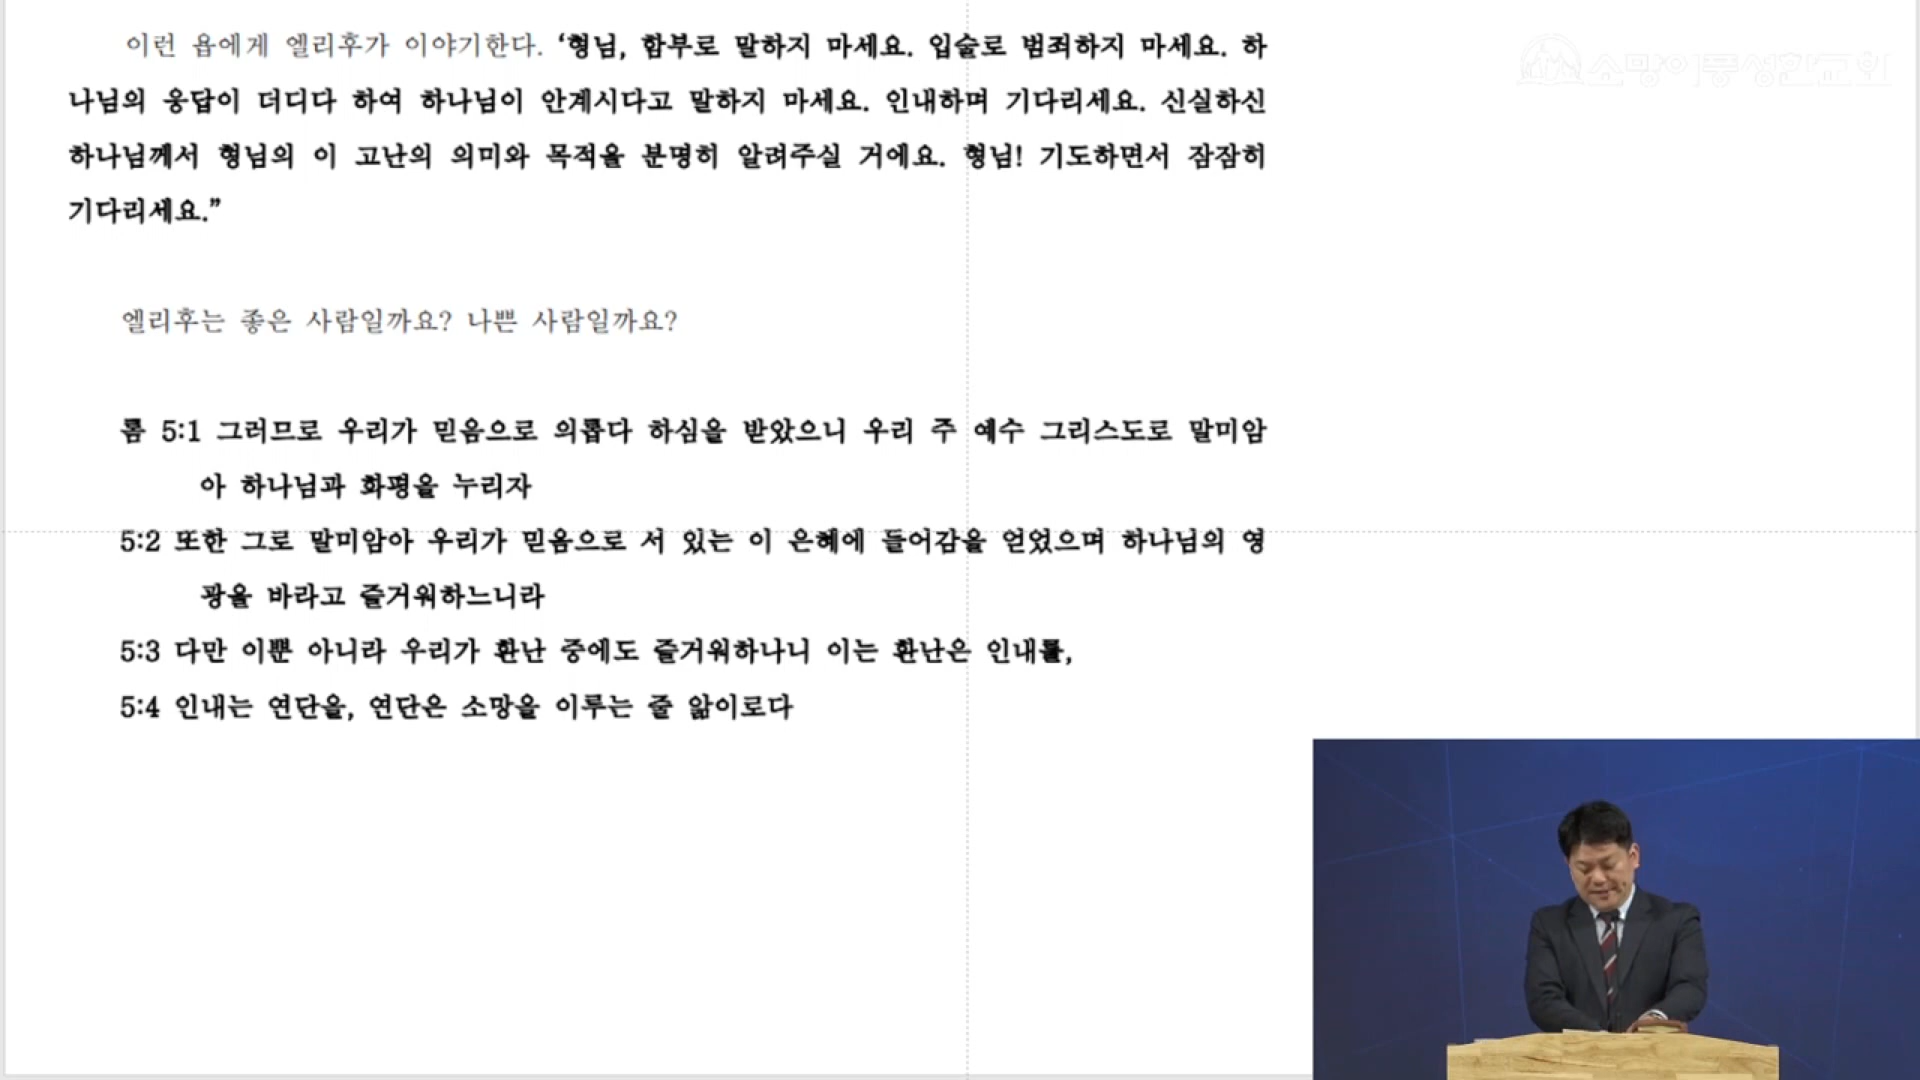 소망이풍성한교회
이런 욥에게 엘리후가 이야기한다. ‘형님, 함부로 말하지 마세요. 입술로 범죄하지 마세요. 하
나님의 응답이 더디다 하여 하나님이 안계시다고 말하지 마세요. 인내하며 기다리세요. 신실하신
하나님께서 형님의 이 고난의 의미와 목적을 분명히 알려주실 거에요. 형님! 기도하면서 잠잠히
기다리세요.”
엘리후는 좋은 사람일까요? 나쁜 사람일까요?
롬 5:1 그러므로 우리가 믿음으로 의롭다 하심을 받았으니 우리 주 예수 그리스도로 말미암
아 하나님과 화평을 누리자
5:2 또한 그로 말미암아 우리가 믿음으로 서 있는 이 은혜에 들어감을 얻었으며 하나님의 영
광을 바라고 즐거워하느니라
5:3 다만 이뿐 아니라 우리가 환난 중에도 즐거워하나니 이는 환난은 인내를,
5:4 인내는 연단을, 연단은 소망을 이루는 줄 앎이로다